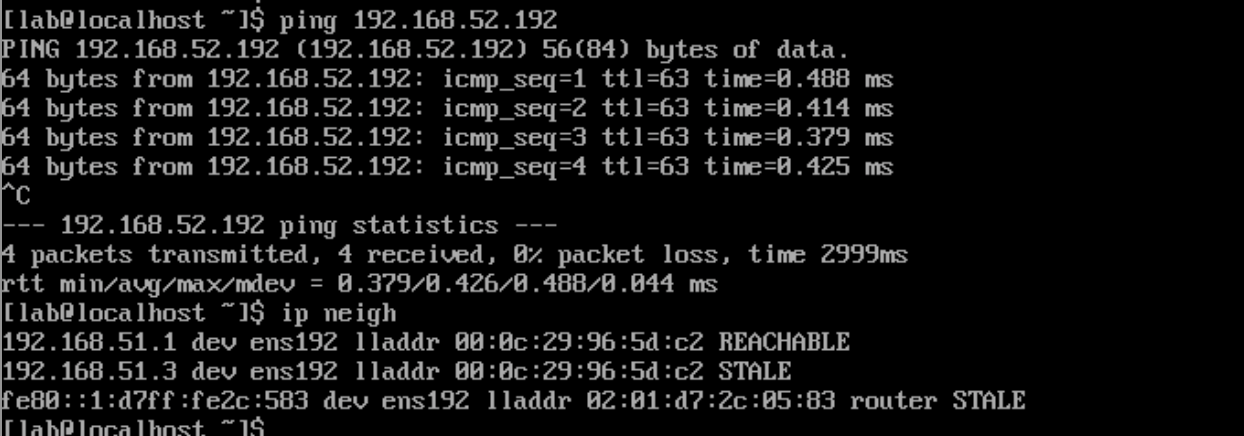 [lab@localhost ~]$ ping 192.168.52.192
PING 192.168.52.192 (192.168.52.192) 56(84) bytes of data.
64 bytes from 192.168.52.192: icmp_seq=1 ttl=63 time=0.488 ms
64 bytes from 192.168.52.192: icmp_seq=2 ttl=63 time=0.414 ms
64 bytes from 192.168.52.192: icmp_seq=3 ttl=63 time=0.379 ms
64 bytes from 192.168.52.192: icmp_seq=4 ttl=63 time=0.425 ms
^C
--- 192.168.52.192 ping statistics ---
4 packets transmitted, 4 received, 0% packet loss, time 2999ms
rtt min/avg/max/mdev = 0.379/0.426/0.488/0.044 ms
[lab@localhost ~]$ ip neigh
192.168.51.1 dev ens192 lladdr 00:0c:29:96:5d:c2 REACHABLE
192.168.51.3 dev ens192 lladdr 00:0c:29:96:5d:c2 STALE
fe80::1:d7ff:fe2c:583 dev ens192 lladdr 02:01:d7:2c:05:83 router STALE
[lab@localhost ~]$